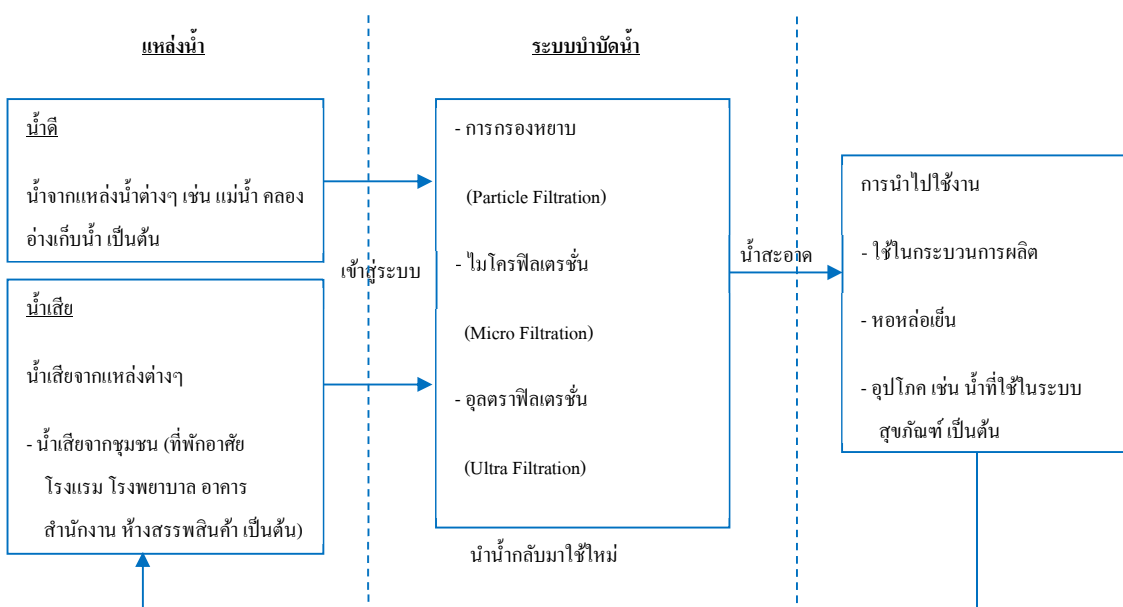 แหล่งน้ำ
น้ำดี
น้ำจากแหล่งน้ำต่างๆ เช่น แม่น้ำ คลอง
อ่างเก็บน้ำ เป็นต้น
น้ำเสีย
น้ำเสียจากแหล่งต่างๆ
- น้ำเสียจากชุมชน (ที่พักอาศัย
โรงแรม โรงพยาบาล อาคาร
สำนักงาน ห้างสรรพสินค้า เป็นต้น)
เข้าสู่ระบบ
ระบบบำบัดน้ำ
- การกรองหยาบ
(Particle Filtration)
- ไมโครฟิลเตรชั่น
(Micro Filtration)
- อุลตราฟิลเตรชั่น
(Ultra Filtration)
นำน้ำกลับมาใช้ใหม่
น้ำสะอาด
การนำไปใช้งาน
- ใช้ในกระบวนการผลิต
- หอหล่อเย็น
- อุปโภค เช่น น้ำที่ใช้ในระบบ
สุขภัณฑ์ เป็นต้น